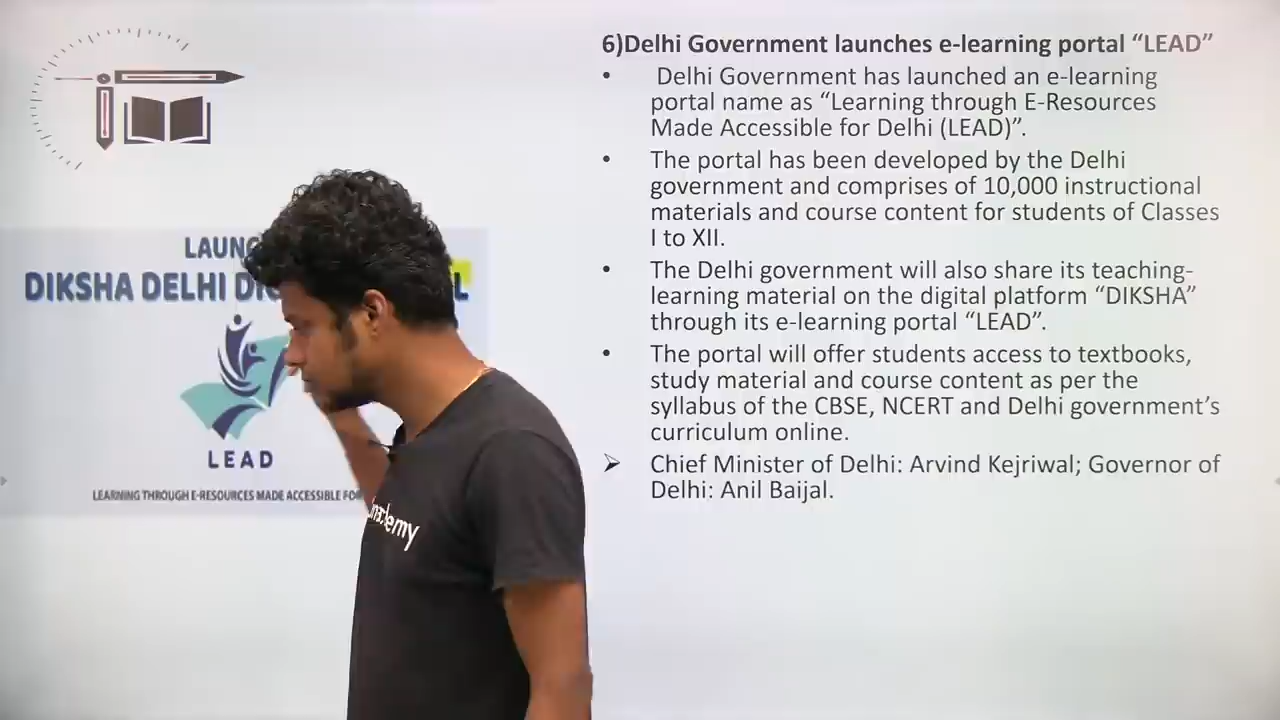 6)Delhi Government launches e-learning portal “LEAD”
• Delhi Government has launched an e-learning
portal name as “Learning through E-Resources
Made Accessible for Delhi (LEAD)”.
• The portal has been developed by the Delhi
government and comprises of 10,000 instructional
materials and course content for students of Classes
I to XII.
• The Delhi government will also share its teaching-
learning material on the digital platform “DIKSHA”
through its e-learning portal “LEAD”.
• The portal will offer students access to textbooks,
study material and course content as per the
syllabus of the CBSE, NCERT and Delhi government’s
curriculum online.
➢ Chief Minister of Delhi: Arvind Kejriwal; Governor of
Delhi: Anil Baijal.
DIKSHA DELHI
LEAD
LEARNING THROUGH E-RESOURCES MADE ACCESSIBLE FOR